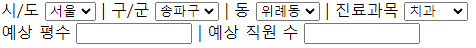 시/도 서울 | 구/군 송파구 | 동 위례동 | 진료과목 치과
예상 평수 | 예상 직원 수